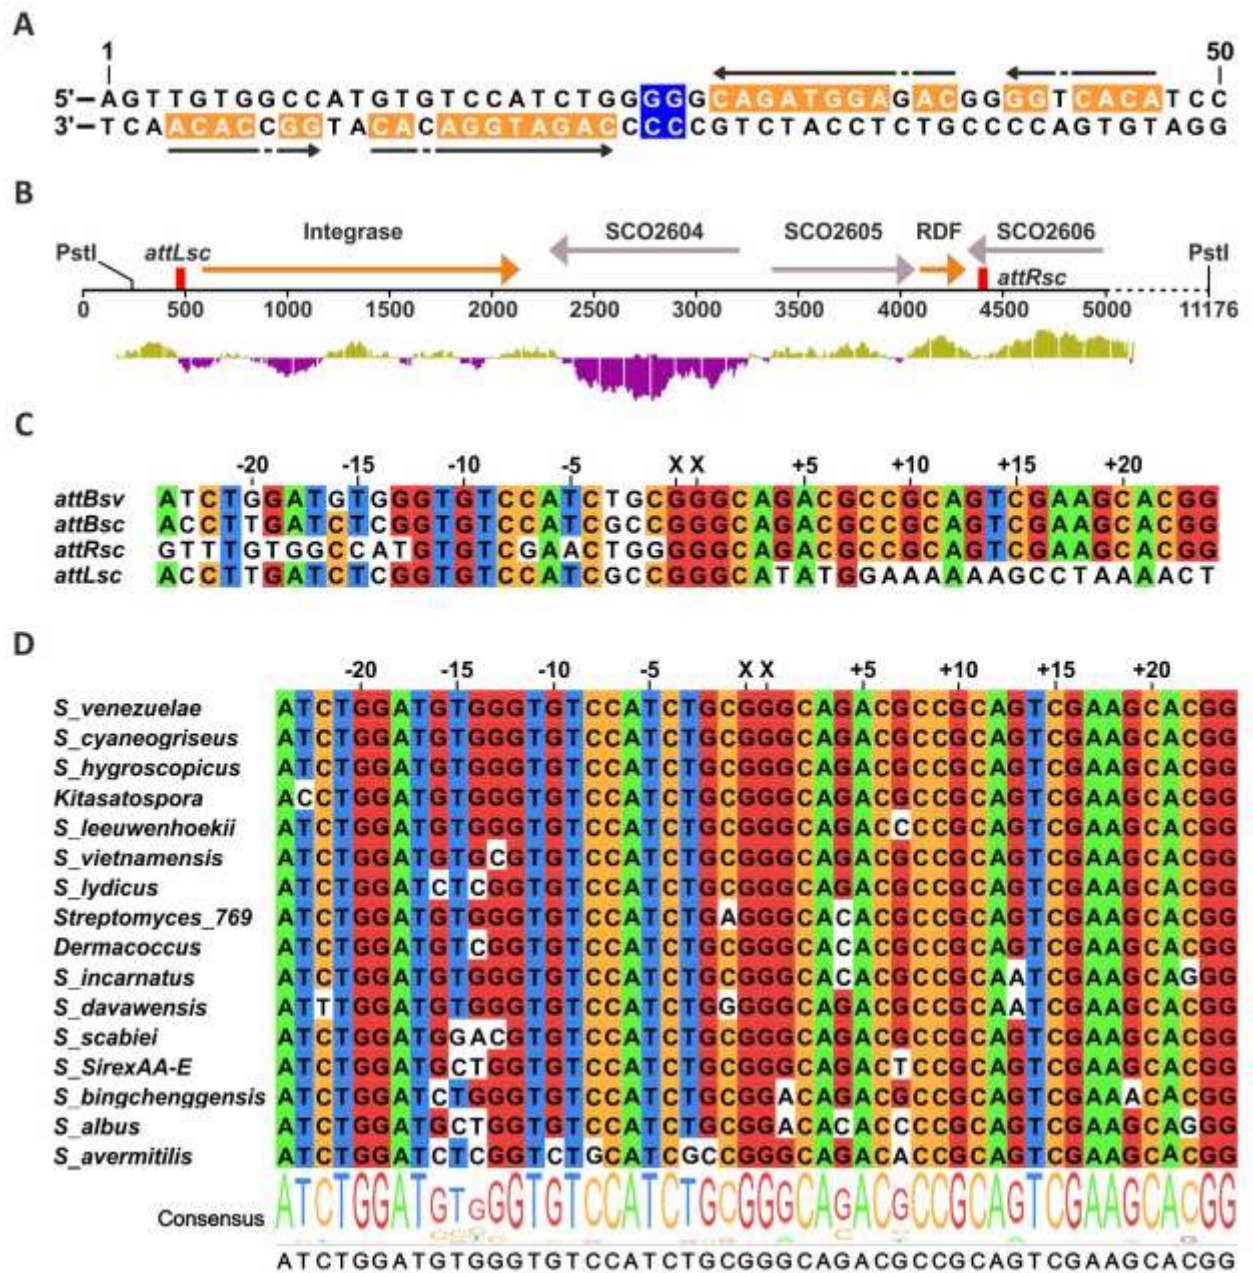 A
1 50
5'–AGTTGTGGCCATGTGTCCATCTGGGGGCAGATGGAGACGGGGTCACATCC
3'–TCAACACCGGTACACAGGTAGACCCCCGTCTACCTCTGCCCCAGTGTAGG
B
Integrase SCO2604 SCO2605 RDF SCO2606
PstI attLsc attRsc PstI
0 500 1000 1500 2000 2500 3000 3500 4000 4500 5000 11176
C
-20 -15 -10 -5 X X +5 +10 +15 +20
attBsv ATCTGGATGTGGGTGTCCATCTGCGGGCAGACGCCGCAGTCGAAGCACGG
attBsc ACCTTGATCTCGGTGTCCATCGCCGGGCAGACGCCGCAGTCGAAGCACGG
attRsc GTTTGTGGCCATGTGTCGAACTGGGGGCAGACGCCGCAGTCGAAGCACGG
attLsc ACCTTGATCTCGGTGTCCATCGCCGGGCATATGGAAAAAAGCCTAAAACT
D
-20 -15 -10 -5 X X +5 +10 +15 +20
S_venezuelae ATCTGGATGTGGGTGTCCATCTGCGGGCAGACGCCGCAGTCGAAGCACGG
S_cyaneogriseus ATCTGGATGTGGGTGTCCATCTGCGGGCAGACGCCGCAGTCGAAGCACGG
S_hygroscopicus ATCTGGATGTGGGTGTCCATCTGCGGGCAGACGCCGCAGTCGAAGCACGG
Kitasatospora ACCTGGATGTGGGTGTCCATCTGCGGGCAGACGCCGCAGTCGAAGCACGG
S_leeuwenhoekii ATCTGGATGTGGGTGTCCATCTGCGGGCAGACCCCGCAGTCGAAGCACGG
S_vietnamensis ATCTGGATGTGCGTGTCCATCTGCGGGCAGACGCCGCAGTCGAAGCACGG
S_lydicus ATCTGGATCTCGGTGTCCATCTGCGGGCAGACGCCGCAGTCGAAGCACGG
Streptomyces_769 ATCTGGATGTGGGTGTCCATCTGAGGGCACACGCCGCAGTCGAAGCACGG
Dermacoccus ATCTGGATGTCGGTGTCCATCTGCGGGCACACGCCGCAGTCGAAGCACGG
S_incarnatus ATCTGGATGTGGGTGTCCATCTGCGGGCACACGCCGCAATCGAAGCAGGG
S_davawensis ATTTGGATGTGGGTGTCCATCTGGGGGCAGACGCCGCAATCGAAGCACGG
S_scabiei ATCTGGATGGACGTGTCCATCTGCGGGCAGACGCCGCAGTCGAAGCACGG
S_SirexAA-E ATCTGGATGCTGGTGTCCATCTGCGGGCAGACTCCGCAGTCGAAGCACGG
S_bingchenggensis ATCTGGATCTGGGTGTCCATCTGCGGACAGACGCCGCAGTCGAAACACGG
S_albus ATCTGGATGCTGGTGTCCATCTGCGGACACACCCCGCAGTCGAAGCAGGG
S_avermitilis ATCTGGATCTCGGTCTGCATCGCCGGGCAGACACCGCAGTCGAAGCACGG
Consensus ATCTGGATGTGGGTGTCCATCTGCGGGCAGACGCCGCAGTCGAAGCACGG
ATCTGGATGTGGGTGTCCATCTGCGGGCAGACGCCGCAGTCGAAGCACGG